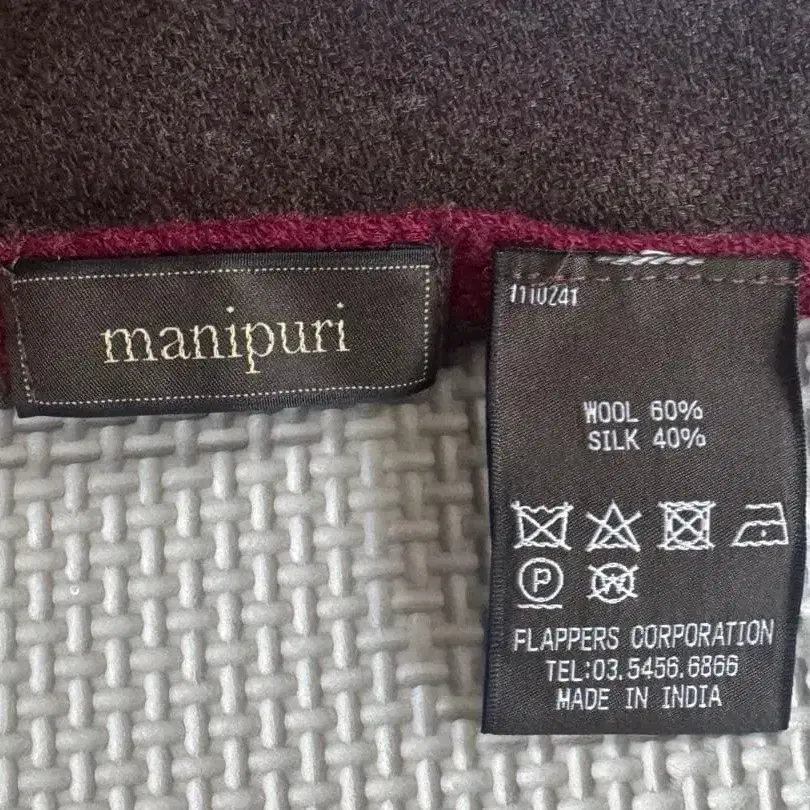 manipuri
1110241
WOOL 60%
SILK 40%
P
W
FLAPPERS CORPORATION
TEL:03.5456.6866
MADE IN INDIA